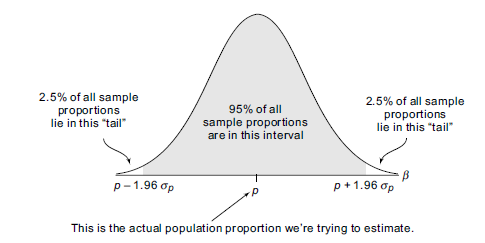 2.5% of all sample
proportions
lie in this “tail”
95% of all
sample proportions
are in this interval
2.5% of all sample
proportions
lie in this “tail”
β
p – 1.96 σp
p
p + 1.96 σp
This is the actual population proportion we’re trying to estimate.